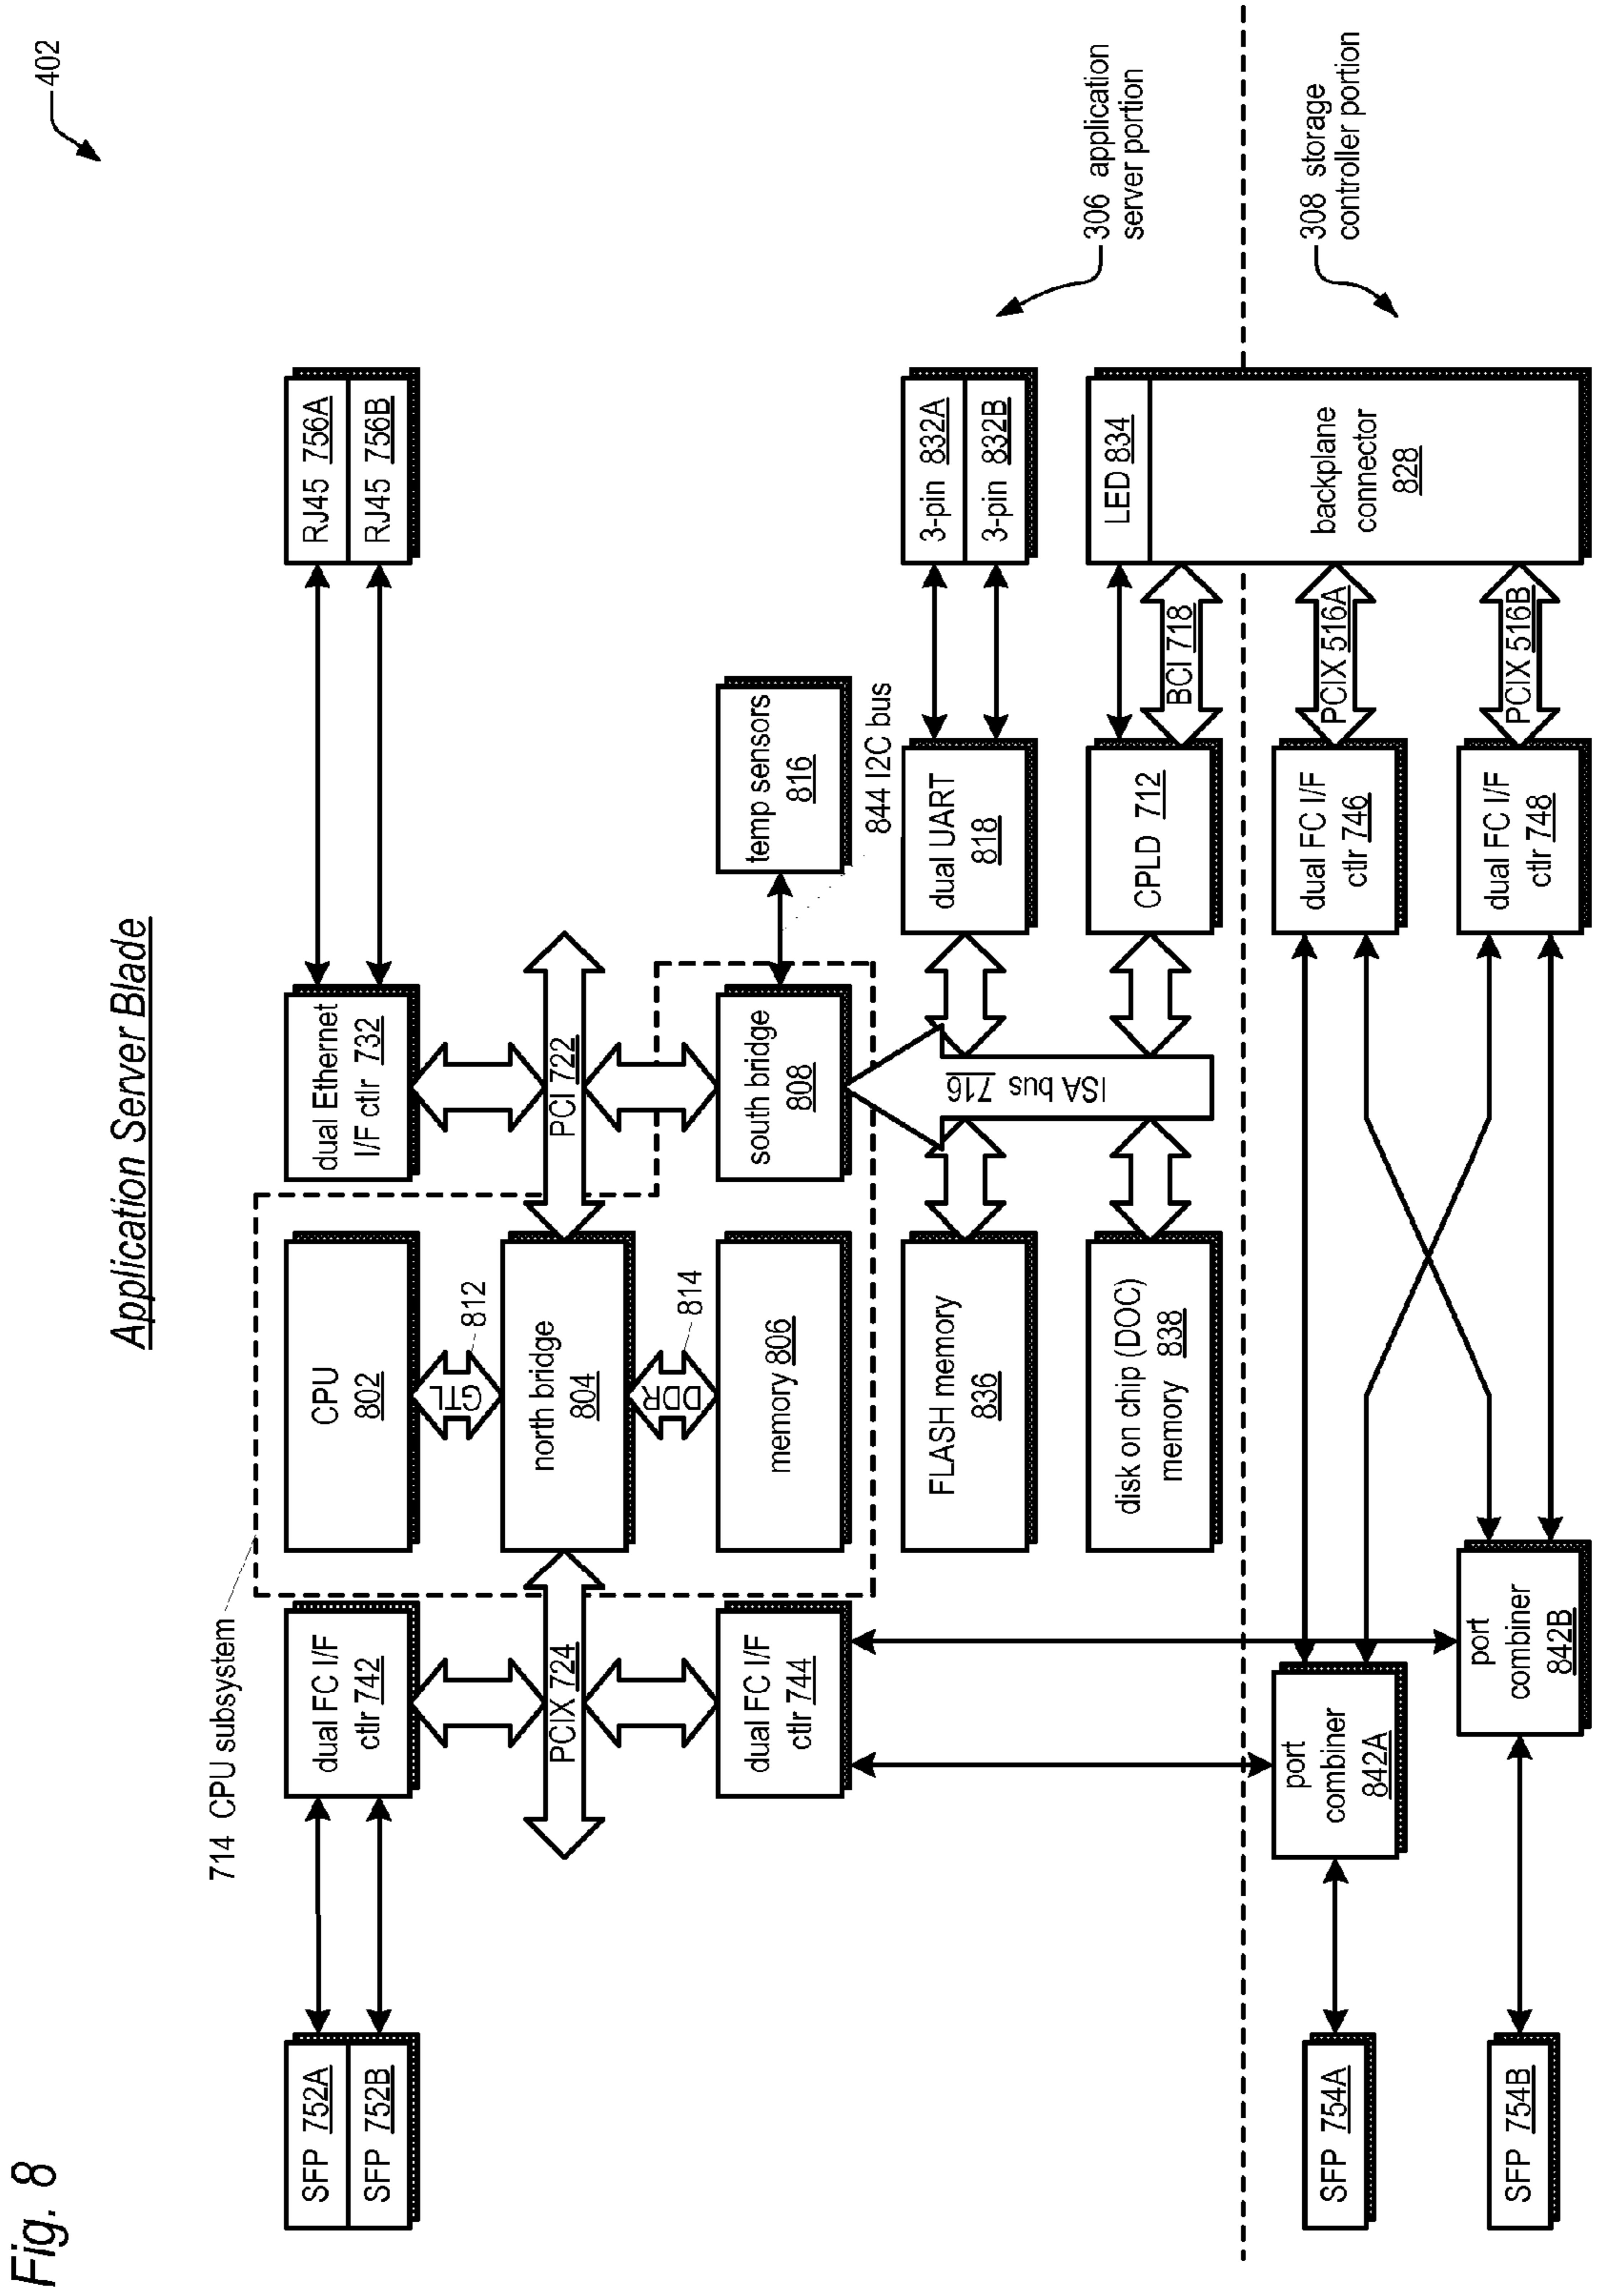 Fig. 8
Application Server Blade
402
714 CPU subsystem
SFP 752A
SFP 752B
dual FC I/F
ctlr 742
CPU
802
dual Ethernet
I/F ctlr 732
RJ45 756A
RJ45 756B
GTL
812
PCIX 724
north bridge
804
PCI 722
DDR
814
dual FC I/F
ctlr 744
memory 806
south bridge
808
temp sensors
816
844 I2C bus
FLASH memory
836
ISA bus 716
dual UART
818
3-pin 832A
3-pin 832B
306 application
server portion
disk on chip (DOC)
memory 838
CPLD 712
BCI 718
LED 834
backplane
connector
828
308 storage
controller portion
SFP 754A
port
combiner
842A
dual FC I/F
ctlr 746
PCIX 516A
SFP 754B
port
combiner
842B
dual FC I/F
ctlr 748
PCIX 516B